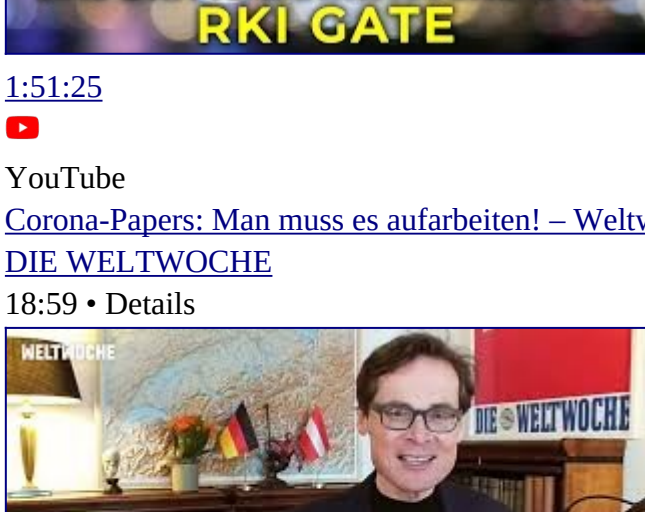 RKI GATE
1:51:25
YouTube
Corona-Papers: Man muss es aufarbeiten! –
DIE WELTWOCHE
18:59 • Details
WELTWOCHE
DIE WELTWOCHE